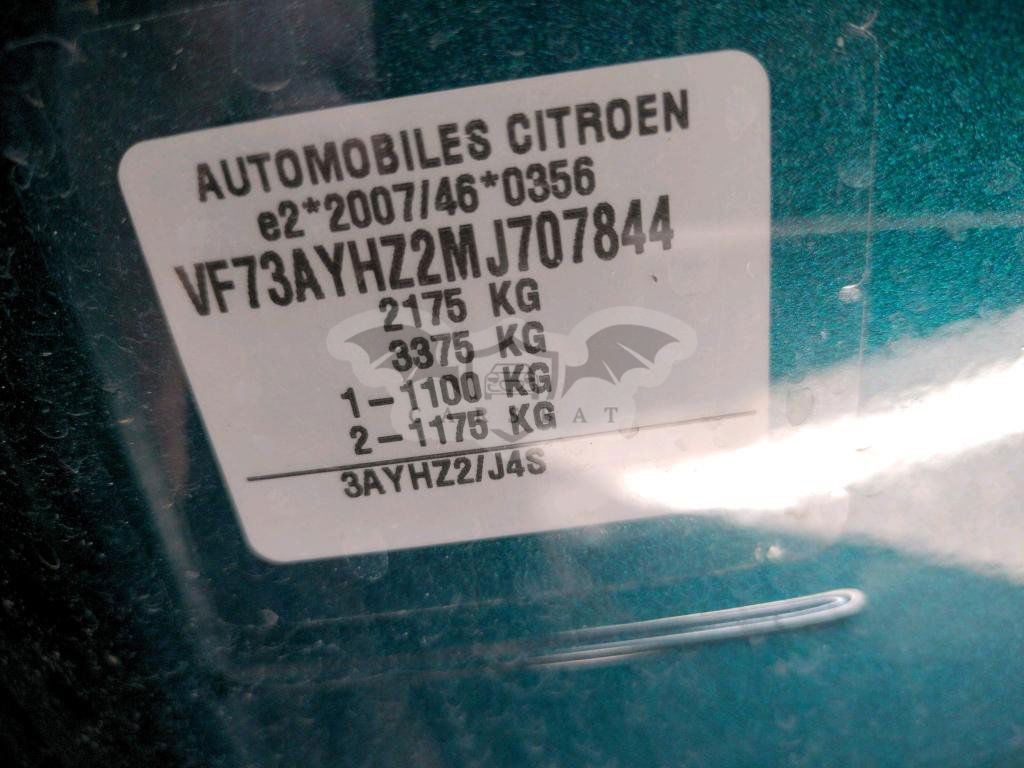 AUTOMOBILES CITROEN
e2*2007/46*0356
VF73AYHZ2MJ707844
2175 KG
3375 KG
1-1100 KG
2-1175 KG
3AYHZ2/J4S